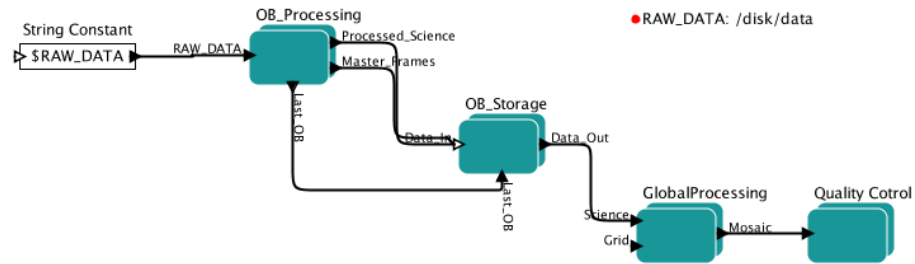 String Constant
$RAW_DATA
RAW_DATA
OB_Processing
Processed_Science
Master_Frames
Last_OB
RAW_DATA: /disk/data
OB_Storage
Data_In
Data_Out
Last_OB
GlobalProcessing
Science
Grid
Mosaic
Quality Cotrol